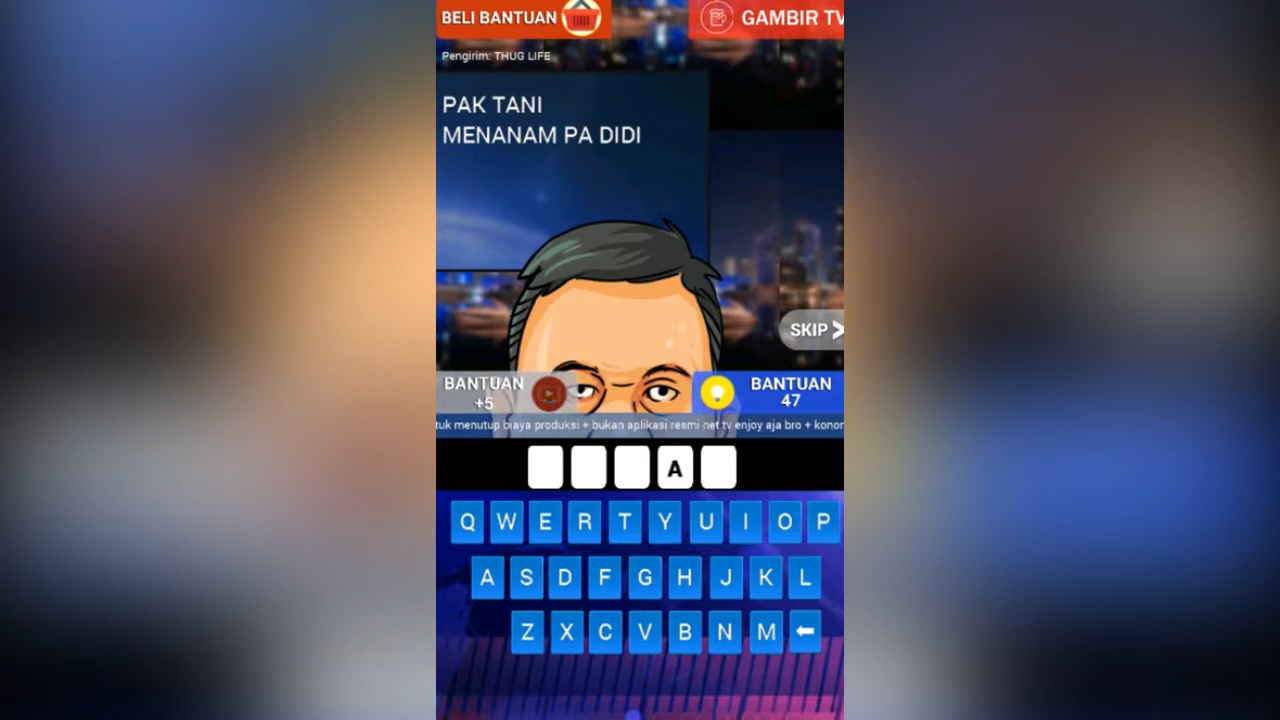 BELI BANTUAN
GAMBIR TV
Pengirim: THUG LIFE
PAK TANI
MENANAM PA DIDI
SKIP
BANTUAN
+5
BANTUAN
47
tuk menutup biaya produksi + bukan aplikasi resmi net tv enjoy aja bro + konor
A
Q W E R T Y U I O P
A S D F G H J K L
Z X C V B N M